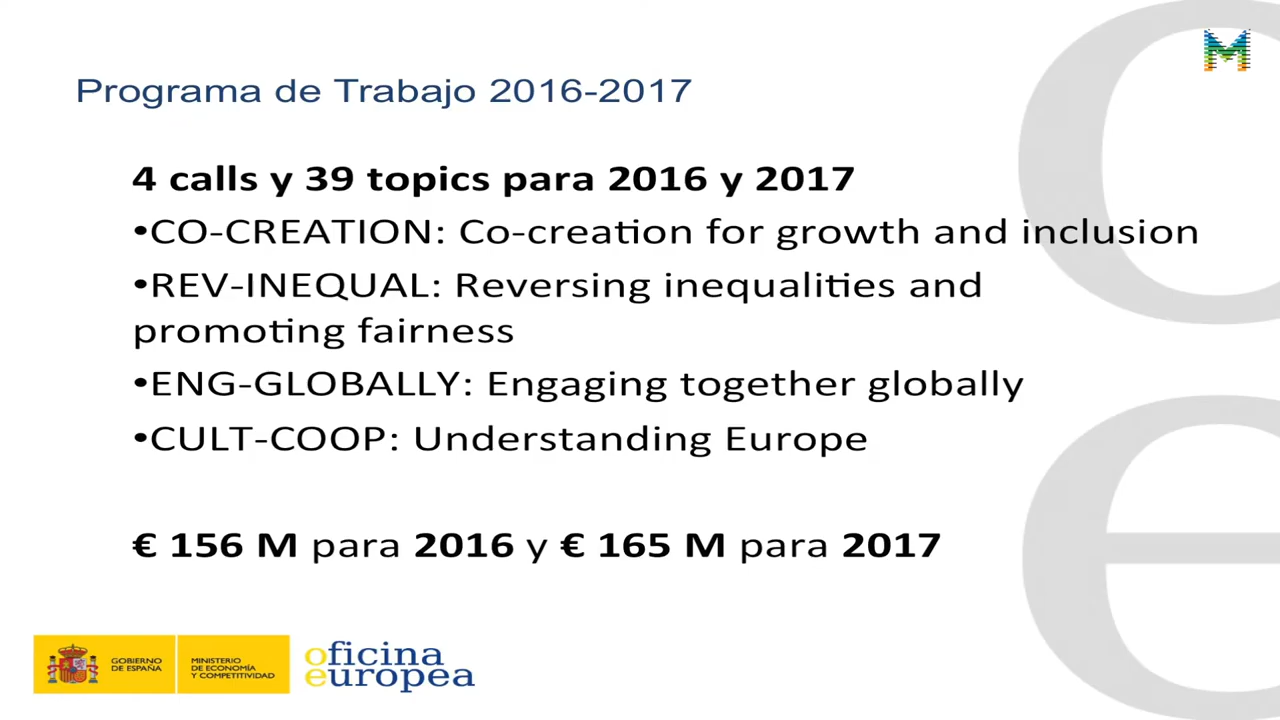 Programa de Trabajo 2016-2017
4 calls y 39 topics para 2016 y 2017
•CO-CREATION: Co-creation for growth and inclusion
•REV-INEQUAL: Reversing inequalities and
promoting fairness
•ENG-GLOBALLY: Engaging together globally
•CULT-COOP: Understanding Europe
€ 156 M para 2016 y € 165 M para 2017
GOBIERNO
DE ESPAÑA
MINISTERIO
DE ECONOMÍA
Y COMPETITIVIDAD
oficina
europea